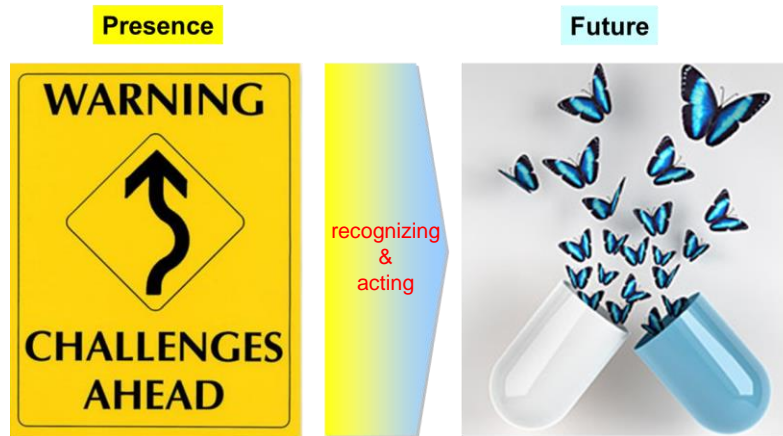 Presence
Future
WARNING
CHALLENGES
AHEAD
recognizing
&
acting